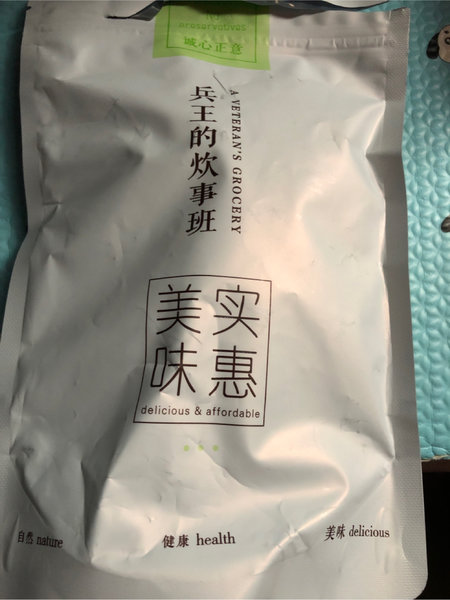 preservatives
诚心正意
兵王的炊事班
A VETERAN'S GROCERY
实惠
美味
delicious & affordable
自然 nature
健康 health
美味 delicious